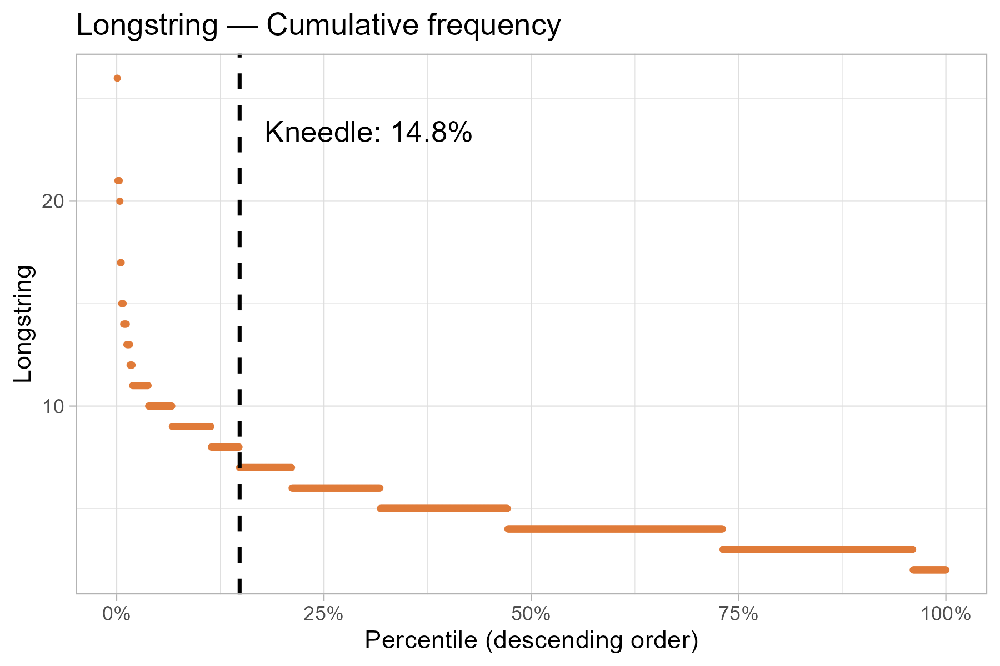 Longstring — Cumulative frequency
Kneedle: 14.8%
20
10
Longstring
0%
25%
50%
75%
100%
Percentile (descending order)